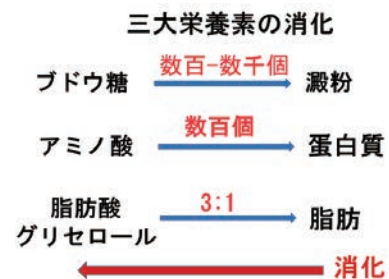 三大栄養素の消化
ブドウ糖 数百-数千個 澱粉
アミノ酸 数百個 蛋白質
脂肪酸
グリセロール 3:1 脂肪
消化